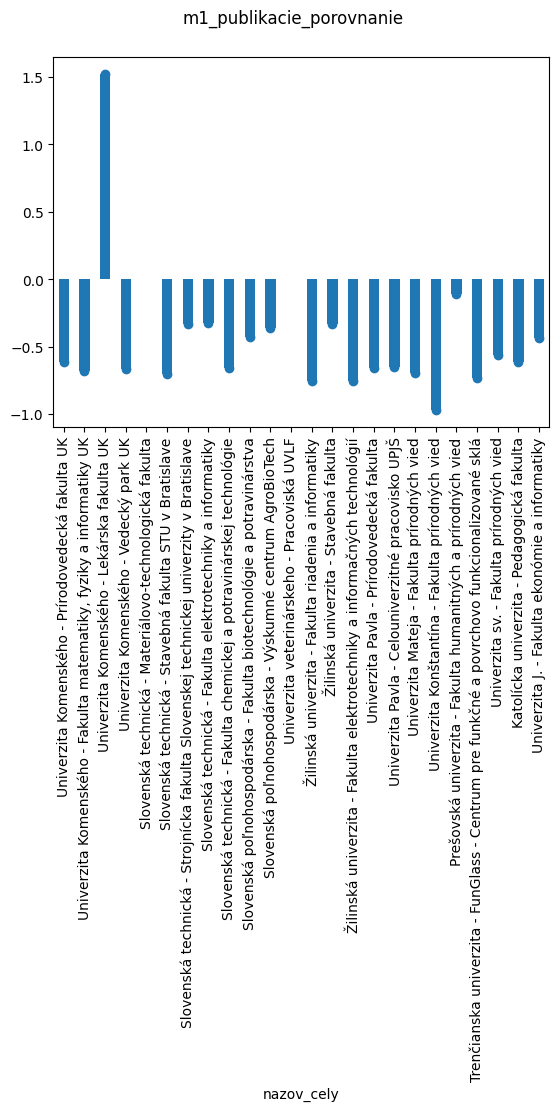 m1_publikacie_porovnanie
1.5
1.0
0.5
0.0
−0.5
−1.0
Univerzita Komenského - Prírodovedecká fakulta UK
Univerzita Komenského - Fakulta matematiky, fyziky a informatiky UK
Univerzita Komenského - Lekárska fakulta UK
Univerzita Komenského - Vedecký park UK
Slovenská technická - Materiálovo-technologická fakulta
Slovenská technická - Stavebná fakulta STU v Bratislave
Slovenská technická - Strojnícka fakulta Slovenskej technickej univerzity v Bratislave
Slovenská technická - Fakulta elektrotechniky a informatiky
Slovenská technická - Fakulta chemickej a potravinárskej technológie
Slovenská poľnohospodárska - Fakulta biotechnológie a potravinárstva
Slovenská poľnohospodárska - Výskumné centrum AgroBioTech
Univerzita veterinárskeho - Pracoviská UVLF
Žilinská univerzita - Fakulta riadenia a informatiky
Žilinská univerzita - Stavebná fakulta
Žilinská univerzita - Fakulta elektrotechniky a informačných technológií
Univerzita Pavla - Prírodovedecká fakulta
Univerzita Pavla - Celouniverzitné pracovisko UPJŠ
Univerzita Mateja - Fakulta prírodných vied
Univerzita Konštantína - Fakulta prírodných vied
Prešovská univerzita - Fakulta humanitných a prírodných vied
Trenčianska univerzita - FunGlass - Centrum pre funkčné a povrchovo funkcionalizované sklá
Univerzita sv. - Fakulta prírodných vied
Katolícka univerzita - Pedagogická fakulta
Univerzita J. - Fakulta ekonómie a informatiky
nazov_cely